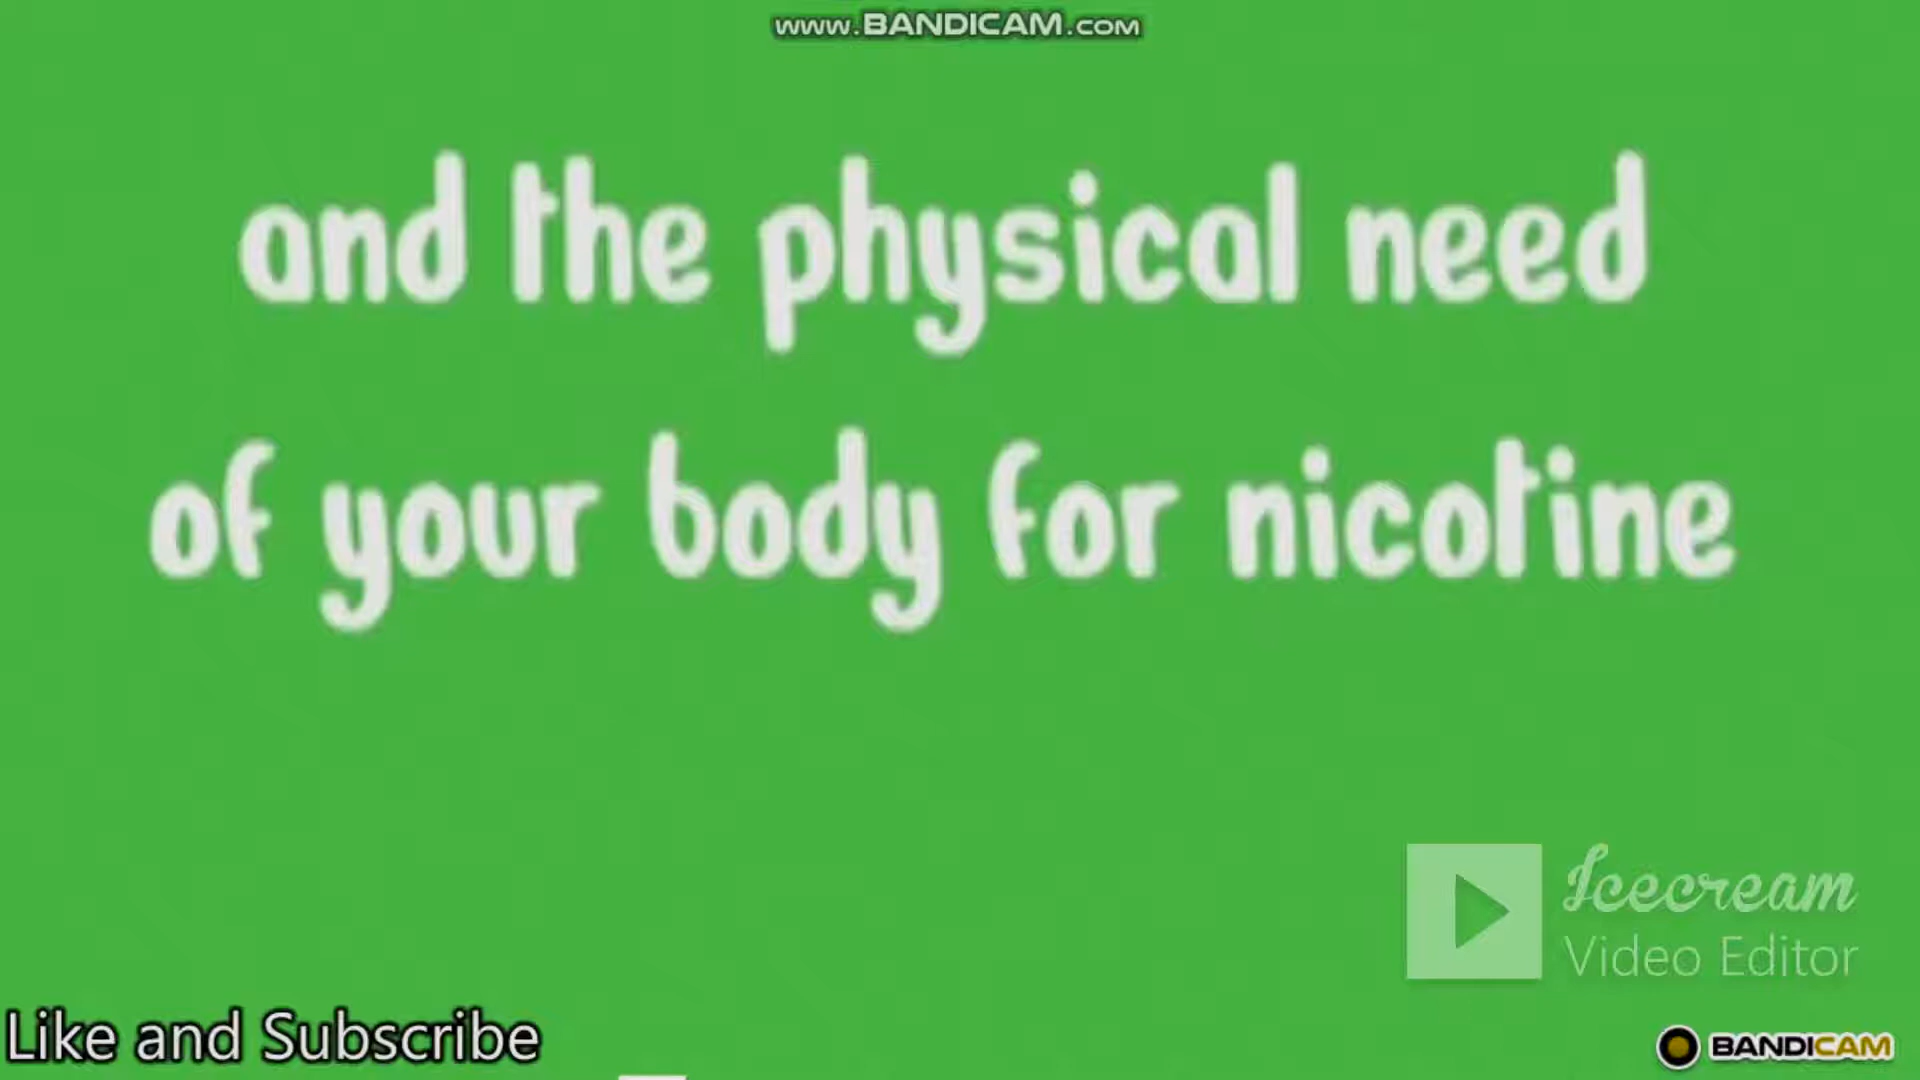 www.BANDICAM.COM
and the physical need
of your body for nicotine
Icecream
Video Editor
Like and Subscribe
BANDICAM